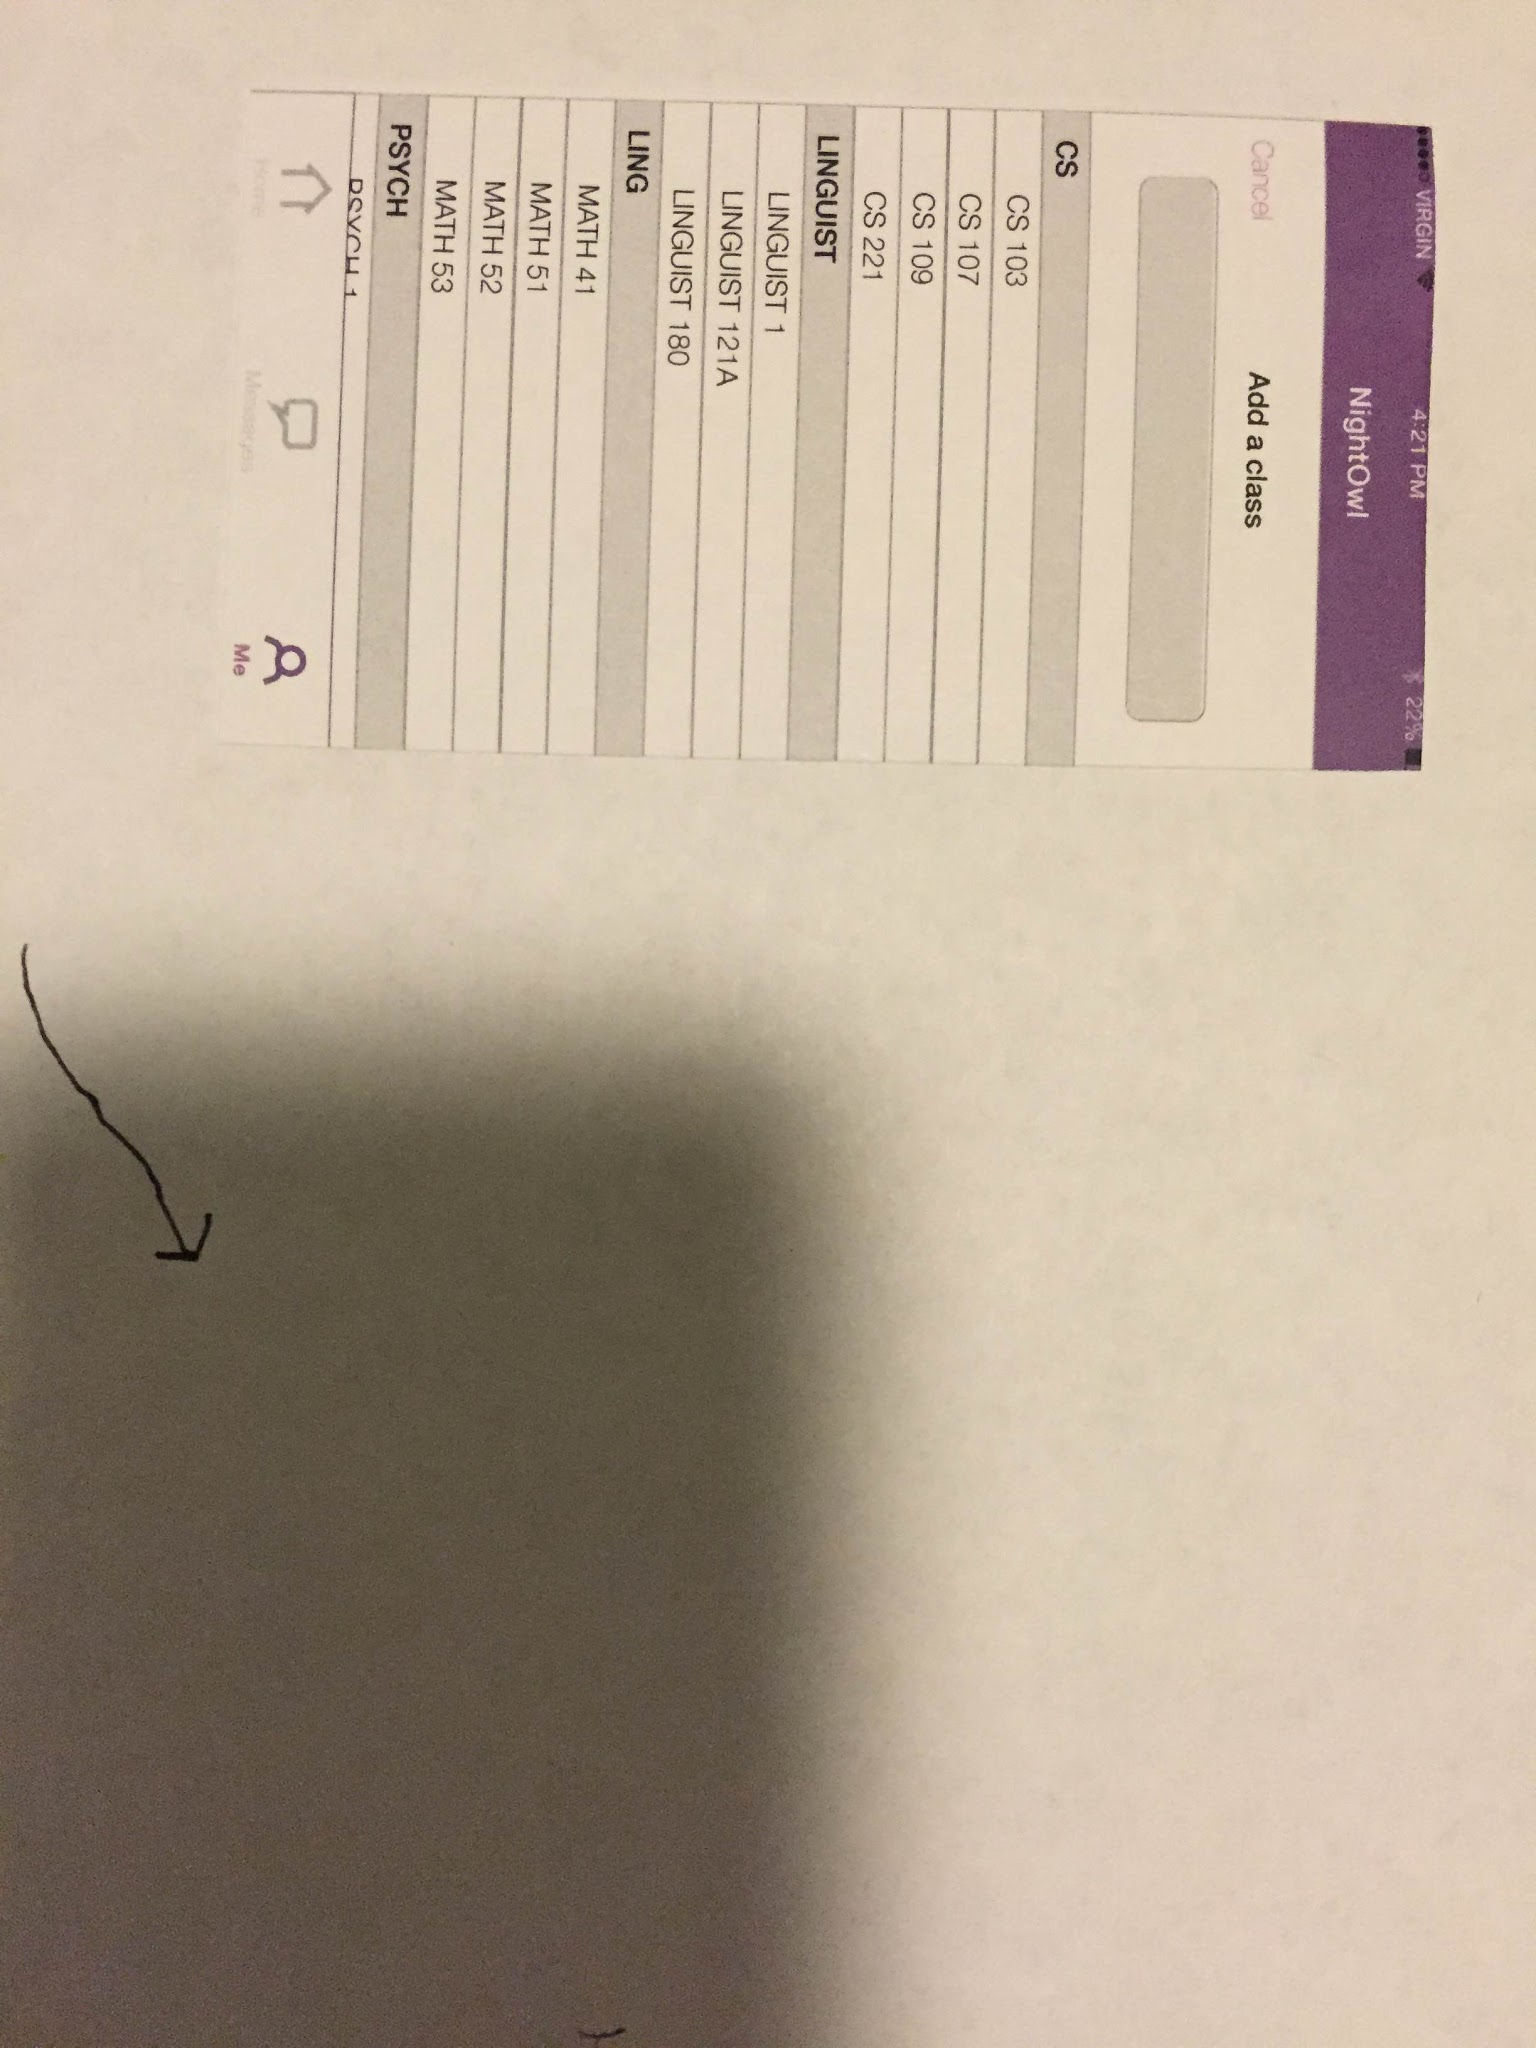 VIRGIN 4:21 PM 22%
NightOwl
Cancel Add a class
CS
CS 103
CS 107
CS 109
CS 221
LINGUIST
LINGUIST 1
LINGUIST 121A
LINGUIST 180
LING
MATH 41
MATH 51
MATH 52
MATH 53
PSYCH
PSYCH 1
Home Messages Me